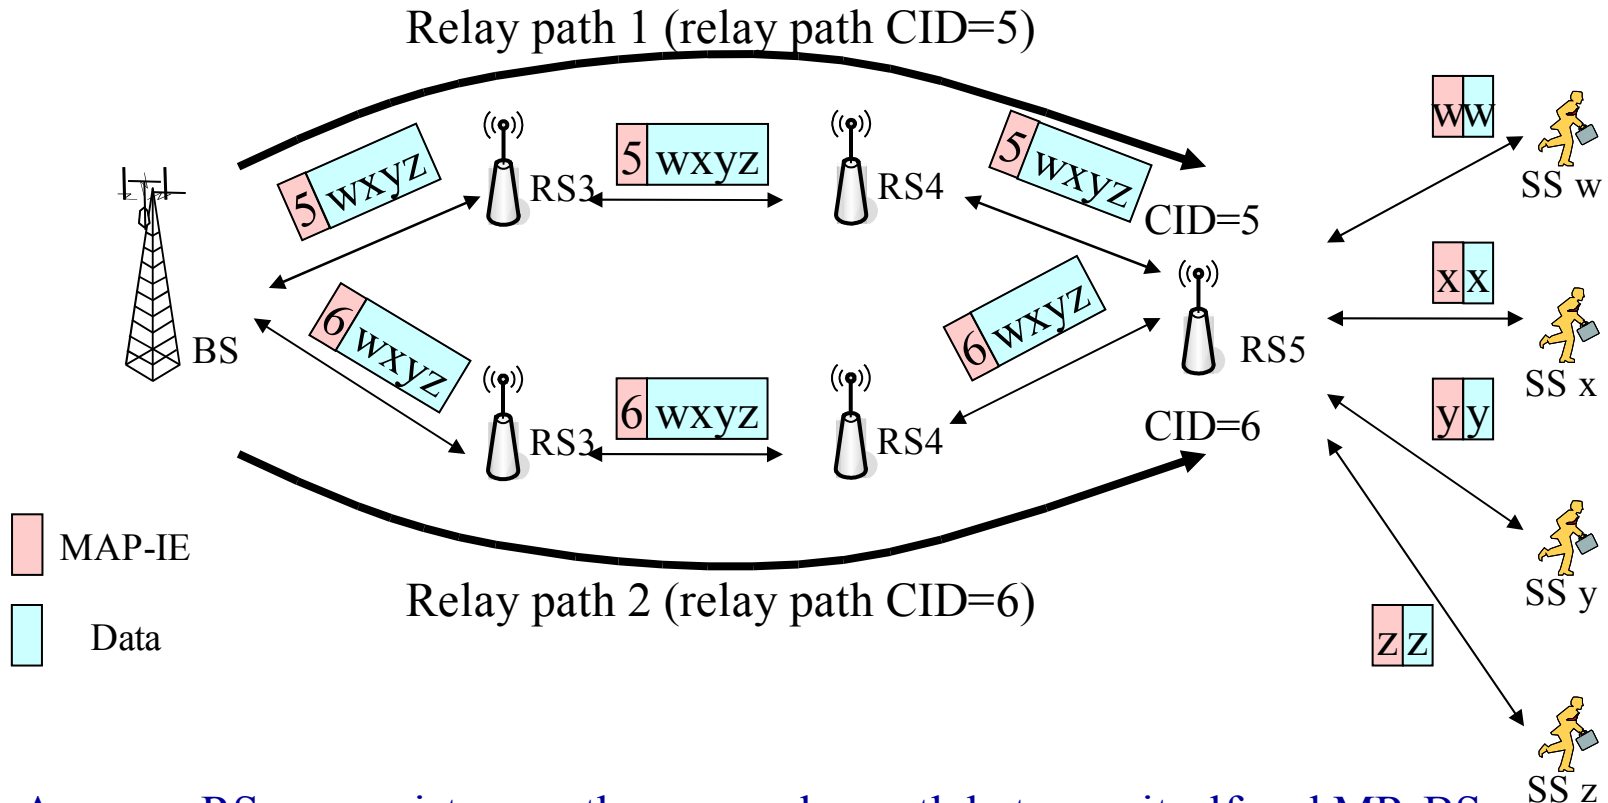 Relay path 1 (relay path CID=5)
5 wxyz
RS3
5 wxyz
RS4
5 wxyz
CID=5
ww
SS w
BS
6 wxyz
RS3
6 wxyz
RS4
6 wxyz
RS5
CID=6
xx
SS x
yy
SS y
zz
SS z
Relay path 2 (relay path CID=6)
MAP-IE
Data